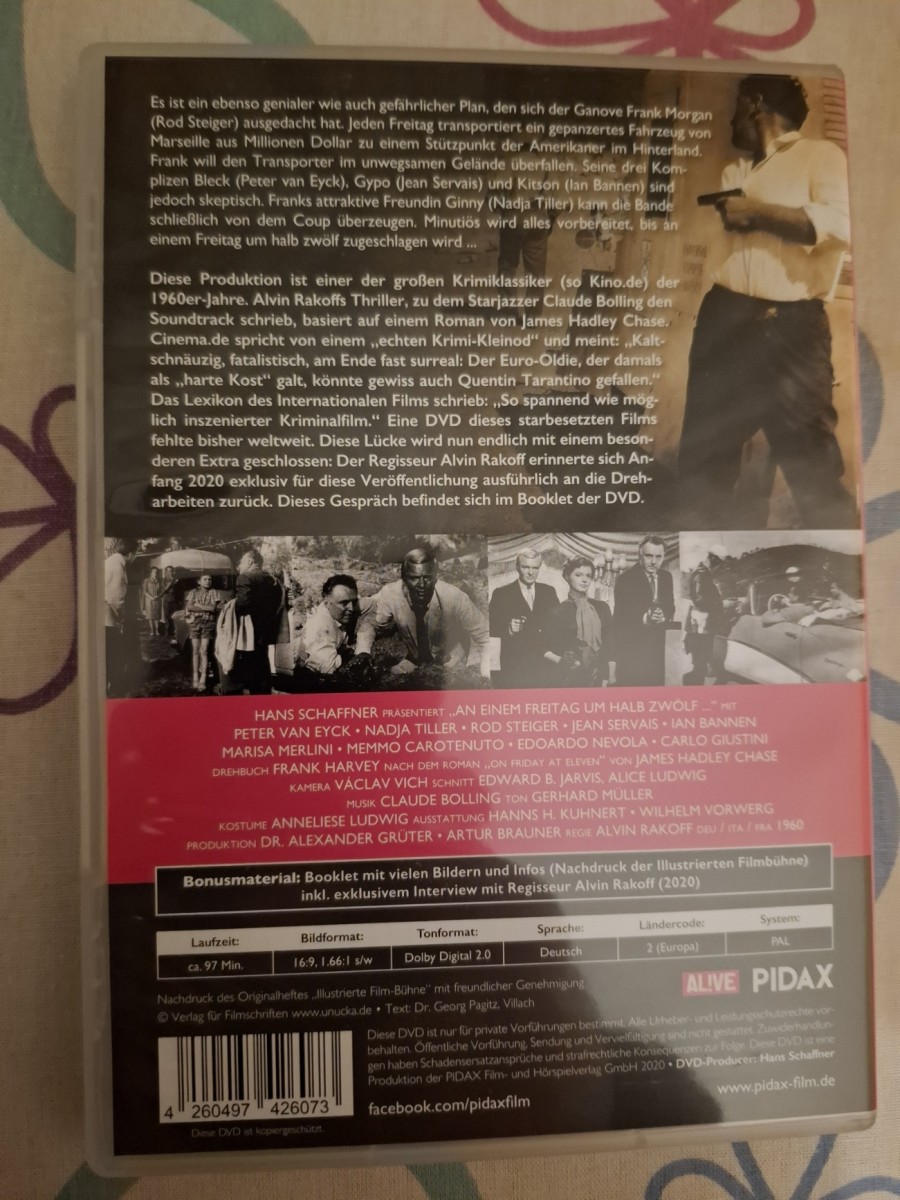 Es ist ein ebenso genialer wie auch gefährlicher Plan, den sich der Ganove Frank Morgan
(Rod Steiger) ausgedacht hat. Jeden Freitag transportiert ein gepanzertes Fahrzeug von
Marseille aus Millionen Dollar zu einem Stützpunkt der Amerikaner im Hinterland.
Frank will den Transporter im unwegsamen Gelände überfallen. Seine drei Kom-
plizen Bleck (Peter van Eyck), Gypo (Jean Servais) und Kitson (Ian Bannen) sind
jedoch skeptisch. Franks attraktive Freundin Ginny (Nadja Tiller) kann die Bande
schließlich von dem Coup überzeugen. Minutiös wird alles vorbereitet, bis an
einem Freitag um halb zwölf zugeschlagen wird ...
Diese Produktion ist einer der großen Krimiklassiker (so Kino.de) der
1960er-Jahre. Alvin Rakoffs Thriller, zu dem Starjazzer Claude Bolling den
Soundtrack schrieb, basiert auf einem Roman von James Hadley Chase.
Cinema.de spricht von einem „echten Krimi-Kleinod“ und meint: „Kalt-
schnäuzig, fatalistisch, am Ende fast surreal: Der Euro-Oldie, der damals
als „harte Kost“ galt, könnte gewiss auch Quentin Tarantino gefallen.“
Das Lexikon des Internationalen Films schrieb: „So spannend wie mög-
lich inszenierter Kriminalfilm.“ Eine DVD dieses starbesetzten Films
fehlte bisher weltweit. Diese Lücke wird nun endlich mit einem beson-
deren Extra geschlossen: Der Regisseur Alvin Rakoff erinnerte sich An-
fang 2020 exklusiv für diese Veröffentlichung ausführlich an die Dreh-
arbeiten zurück. Dieses Gespräch befindet sich im Booklet der DVD.
HANS SCHAFFNER PRÄSENTIERT „AN EINEM FREITAG UM HALB ZWÖLF ...“ MIT
PETER VAN EYCK • NADJA TILLER • ROD STEIGER • JEAN SERVAIS • IAN BANNEN
MARISA MERLINI • MEMMO CAROTENUTO • EDOARDO NEVOLA • CARLO GIUSTINI
DREHBUCH FRANK HARVEY NACH DEM ROMAN „ON FRIDAY AT ELEVEN“ VON JAMES HADLEY CHASE
KAMERA VÁCLAV VICH SCHNITT EDWARD B. JARVIS, ALICE LUDWIG
MUSIK CLAUDE BOLLING TON GERHARD MÜLLER
KOSTÜME ANNELIESE LUDWIG AUSSTATTUNG HANNS H. KUHNERT • WILHELM VORWERG
PRODUKTION DR. ALEXANDER GRÜTER • ARTUR BRAUNER REGIE ALVIN RAKOFF DEU / ITA / FRA 1960
Bonusmaterial: Booklet mit vielen Bildern und Infos (Nachdruck der Illustrierten Filmbühne)
inkl. exklusivem Interview mit Regisseur Alvin Rakoff (2020)
Laufzeit: Bildformat: Tonformat: Sprache: Ländercode: System:
ca. 97 Min. 16:9, 1.66:1 s/w Dolby Digital 2.0 Deutsch 2 (Europa) PAL
Nachdruck des Originalheftes „Illustrierte Film-Bühne“ mit freundlicher Genehmigung
© Verlag für Filmschriften www.unucka.de • Text: Dr. Georg Pagitz, Villach
AL!VE PIDAX
Diese DVD ist nur für private Vorführungen bestimmt. Alle Urheber- und Leistungsschutzrechte vor-
behalten. Öffentliche Vorführung, Sendung und Vervielfältigung sind nicht gestattet. Zuwiderhandlun-
gen haben Schadensersatzansprüche und strafrechtliche Konsequenzen zur Folge. Diese DVD ist eine
Produktion der PIDAX Film- und Hörspielverlag GmbH 2020 • DVD-Producer: Hans Schaffner
facebook.com/pidaxfilm www.pidax-film.de
4 260497 426073
Diese DVD ist kopiergeschützt.